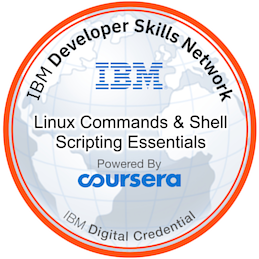 IBM Developer Skills Network
IBM
Linux Commands & Shell
Scripting Essentials
Powered By
coursera
IBM Digital Credential